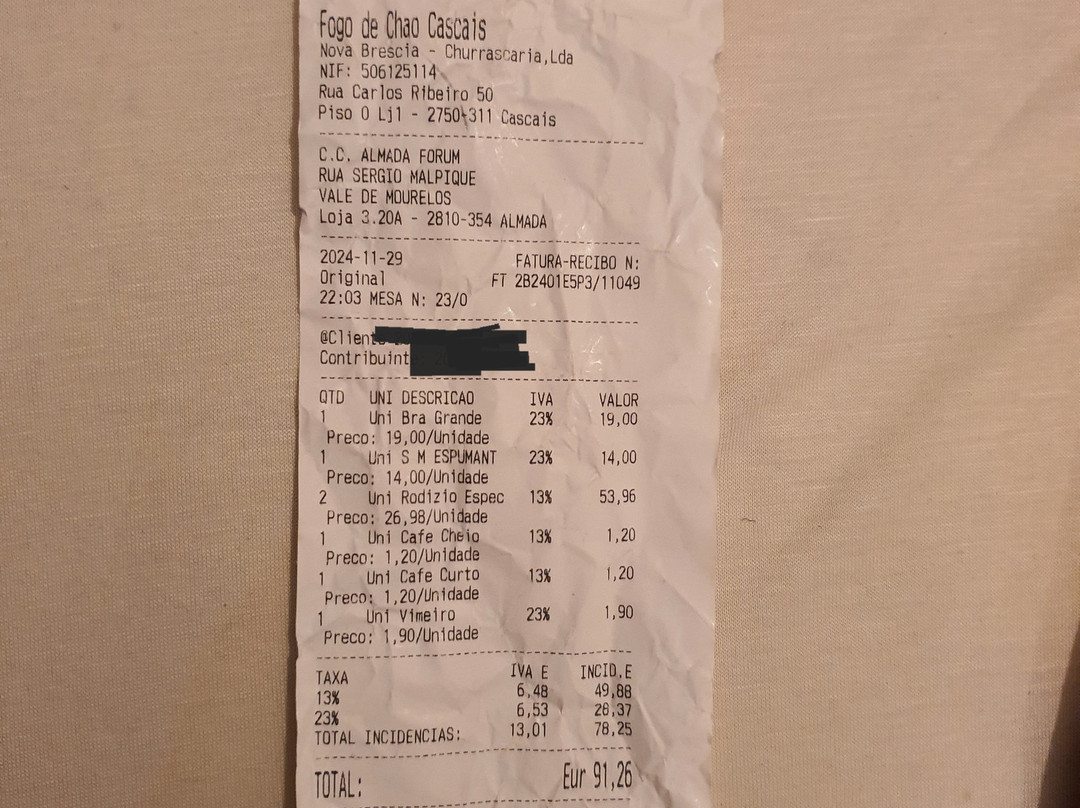 Fogo de Chao Cascais
Nova Brescia - Churrascaria,Lda
NIF: 506125114
Rua Carlos Ribeiro 50
Piso 0 Lj1 - 2750-311 Cascais
C.C. ALMADA FORUM
RUA SERGIO MALPIQUE
VALE DE MOURELOS
Loja 3.20A - 2810-354 ALMADA
2024-11-29 FATURA-RECIBO N:
Original FT 2B2401E5P3/11049
22:03 MESA N: 23/0
@Client
Contribuint
QTD UNI DESCRICAO IVA VALOR
1 Uni Bra Grande 23% 19,00
Preco: 19,00/Unidade
1 Uni S M ESPUMANT 23% 14,00
Preco: 14,00/Unidade
2 Uni Rodizio Espec 13% 53,96
Preco: 26,98/Unidade
1 Uni Cafe Cheio 13% 1,20
Preco: 1,20/Unidade
1 Uni Cafe Curto 13% 1,20
Preco: 1,20/Unidade
1 Uni Vimeiro 23% 1,90
Preco: 1,90/Unidade
TAXA IVA E INCID.E
13% 6,48 49,88
23% 6,53 28,37
TOTAL INCIDENCIAS: 13,01 78,25
TOTAL: Eur 91,26